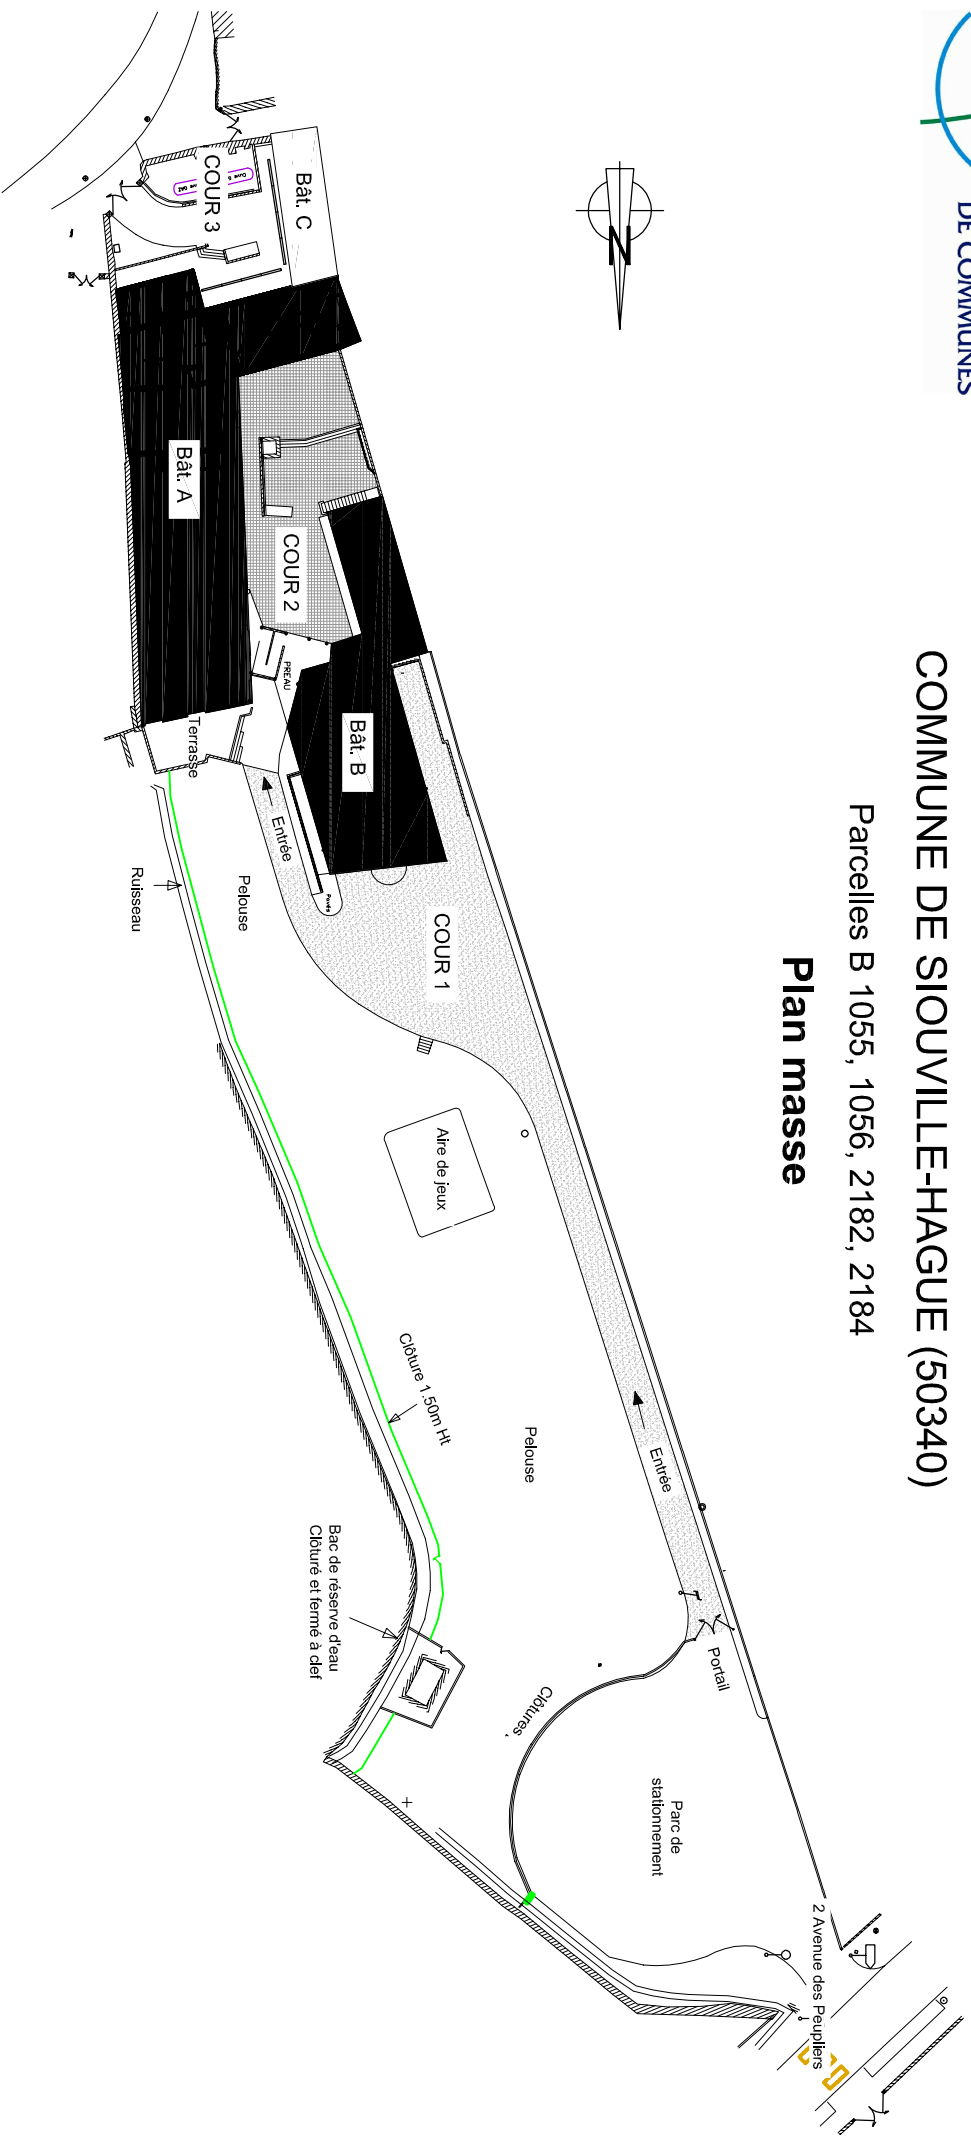 DE COMMUNES
COMMUNE DE SIOUVILLE-HAGUE (50340)
Parcelles B 1055, 1056, 2182, 2184
Plan masse
N
Bât. C
COUR 3
Bât. A
COUR 2
PREAU
Bât. B
Terrasse
Entrée
Pavés
COUR 1
Pelouse
Ruisseau
Aire de jeux
Clôture 1.50m Ht
Pelouse
Entrée
Portail
Bac de réserve d'eau
Clôturé et fermé à clef
Clôtures
Parc de
stationnement
2 Avenue des Peupliers